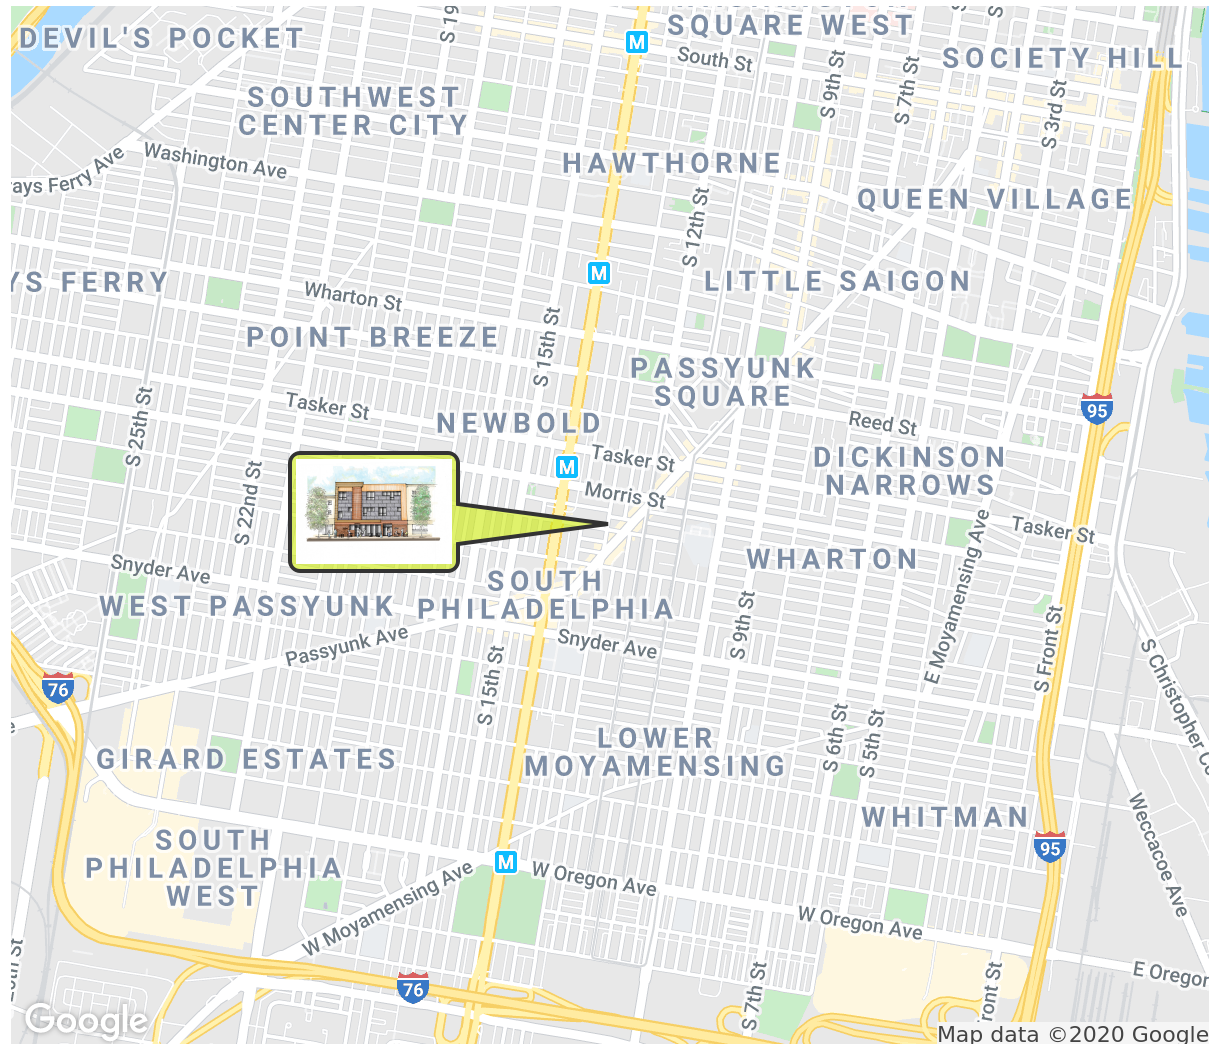 S 19
SQUARE WEST
DEVIL'S POCKET
M
South St
SOCIETY HILL
S 9th St
S 7th St
S 3rd St
SOUTHWEST
CENTER CITY
Washington Ave
HAWTHORNE
rays Ferry Ave
QUEEN VILLAGE
S 12th St
YS FERRY
M
LITTLE SAIGON
Wharton St
POINT BREEZE
S 15th St
PASSYUNK
SQUARE
Tasker St
S 25th St
NEWBOLD
95
Reed St
Tasker St
DICKINSON
NARROWS
M
Morris St
S 22nd St
Tasker St
E Moyamensing Ave
WHARTON
Snyder Ave
SOUTH
PHILADELPHIA
WEST PASSYUNK
S 9th St
Passyunk Ave
Snyder Ave
S Front St
S Christopher Co
76
S 15th St
LOWER
MOYAMENSING
S 6th St
S 5th St
GIRARD ESTATES
WHITMAN
Weccacoe Ave
SOUTH
PHILADELPHIA
WEST
95
M
W Oregon Ave
W Moyamensing Ave
W Oregon Ave
E Oregon
76
S 7th St
Front St
Google
Map data ©2020 Google